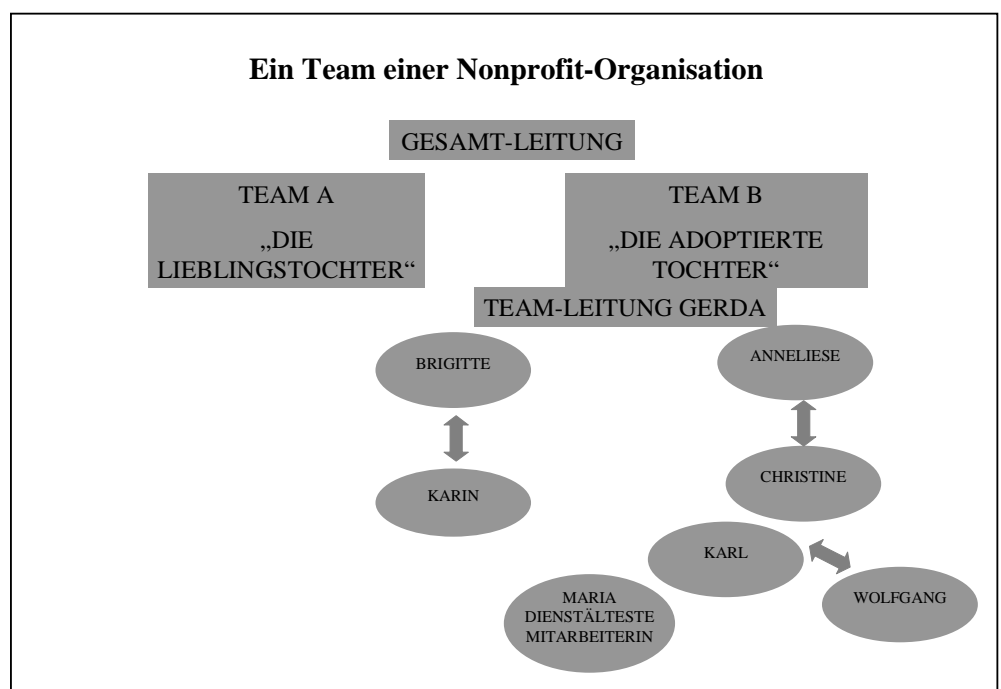 Ein Team einer Nonprofit-Organisation
GESAMT-LEITUNG
TEAM A
„DIE
LIEBLINGSTOCHTER“
TEAM B
„DIE ADOPTIERTE
TOCHTER“
TEAM-LEITUNG GERDA
BRIGITTE
ANNELIESE
KARIN
CHRISTINE
KARL
WOLFGANG
MARIA
DIENSTÄLTESTE
MITARBEITERIN